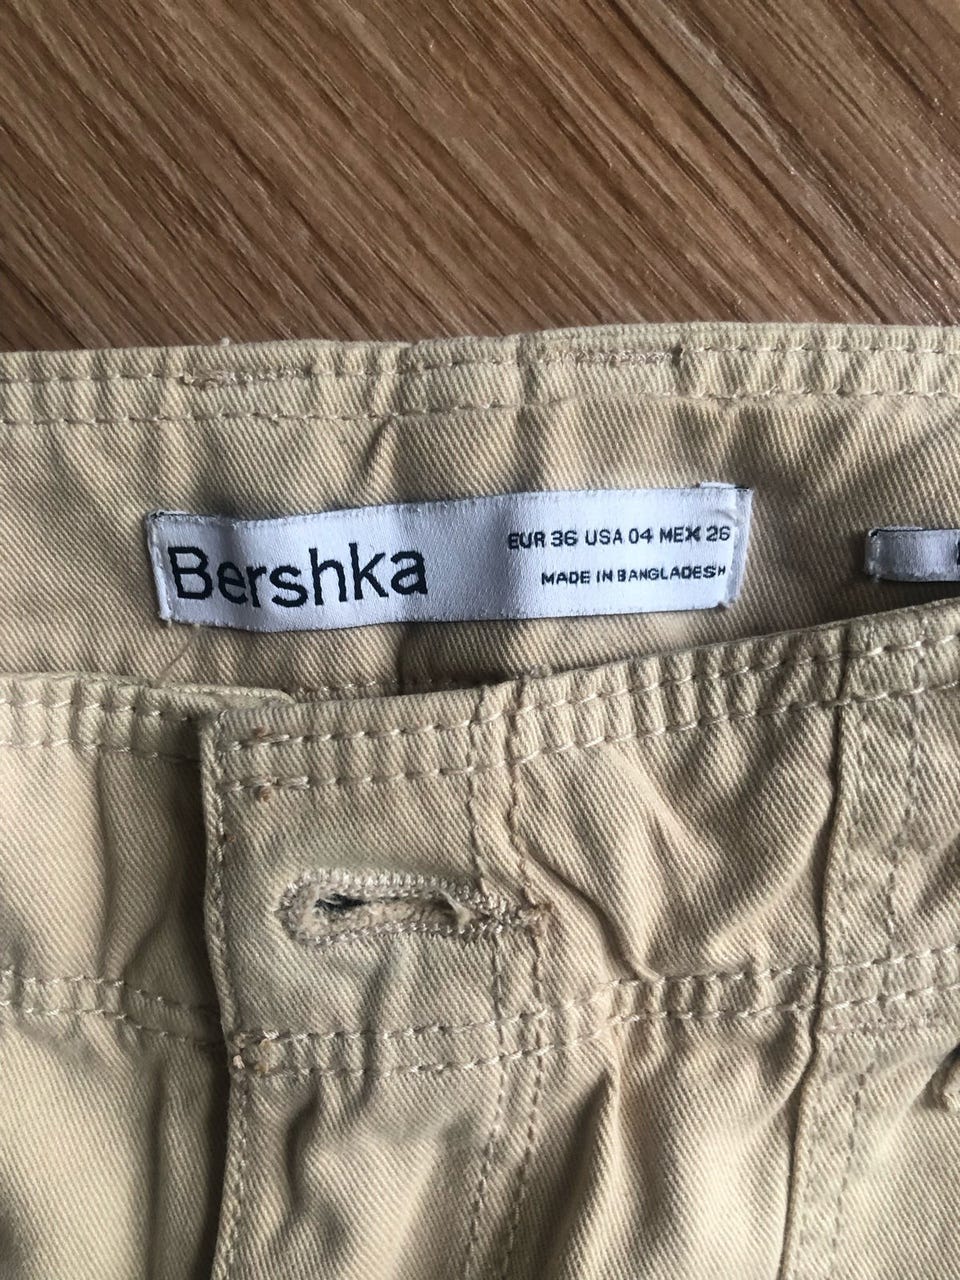 Bershka
EUR 36 USA 04 MEX 26
MADE IN BANGLADESH